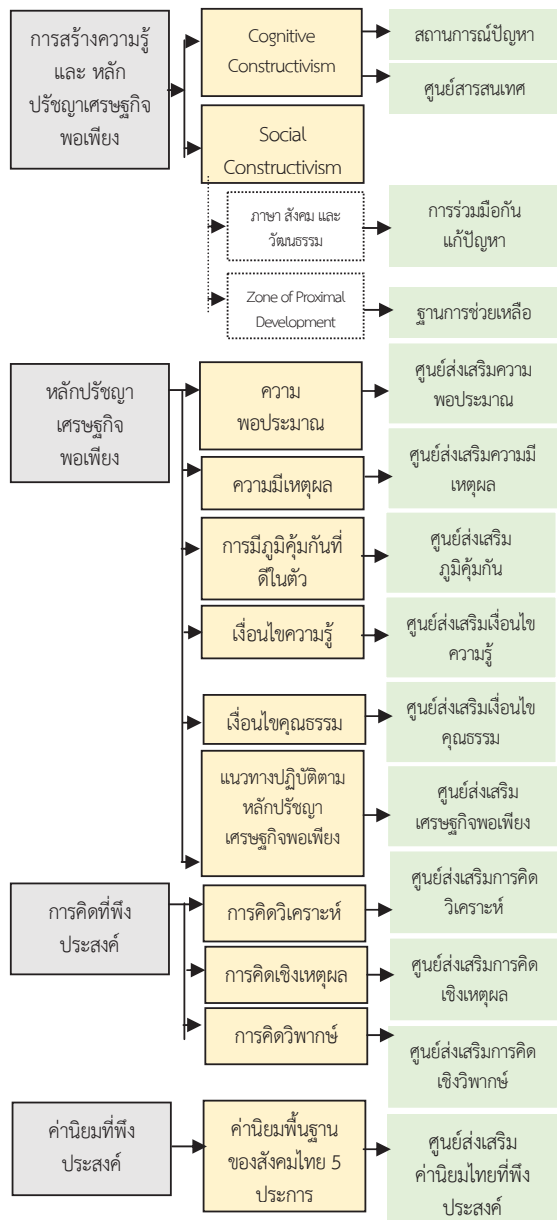 การสร้างความรู้
และ หลัก
ปรัชญาเศรษฐกิจ
พอเพียง
Cognitive
Constructivism
สถานการณ์ปัญหา
ศูนย์สารสนเทศ
Social
Constructivism
ภาษา สังคม และ
วัฒนธรรม
การร่วมมือกัน
แก้ปัญหา
Zone of Proximal
Development
ฐานการช่วยเหลือ
หลักปรัชญา
เศรษฐกิจ
พอเพียง
ความ
พอประมาณ
ศูนย์ส่งเสริมความ
พอประมาณ
ความมีเหตุผล
ศูนย์ส่งเสริมความมี
เหตุผล
การมีภูมิคุ้มกันที่
ดีในตัว
ศูนย์ส่งเสริม
ภูมิคุ้มกัน
เงื่อนไขความรู้
ศูนย์ส่งเสริมเงื่อนไข
ความรู้
เงื่อนไขคุณธรรม
ศูนย์ส่งเสริมเงื่อนไข
คุณธรรม
แนวทางปฏิบัติตาม
หลักปรัชญา
เศรษฐกิจพอเพียง
ศูนย์ส่งเสริม
เศรษฐกิจพอเพียง
การคิดที่พึง
ประสงค์
การคิดวิเคราะห์
ศูนย์ส่งเสริมการคิด
วิเคราะห์
การคิดเชิงเหตุผล
ศูนย์ส่งเสริมการคิด
เชิงเหตุผล
การคิดวิพากษ์
ศูนย์ส่งเสริมการคิด
เชิงวิพากษ์
ค่านิยมที่พึง
ประสงค์
ค่านิยมพื้นฐาน
ของสังคมไทย 5
ประการ
ศูนย์ส่งเสริม
ค่านิยมไทยที่พึง
ประสงค์